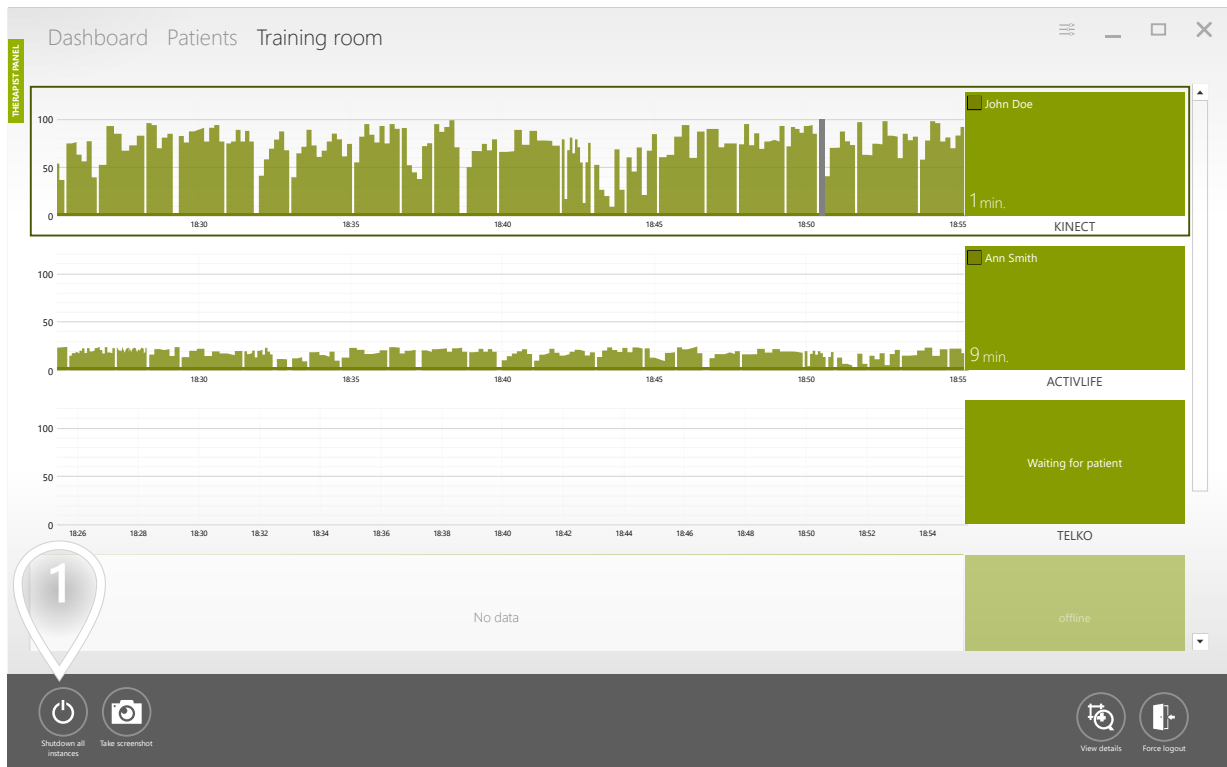 Dashboard Patients Training room
THERAPIST PANEL
John Doe
100
50
0
1 min.
18:30 18:35 18:40 18:45 18:50 18:55
KINECT
Ann Smith
100
50
0
9 min.
18:30 18:35 18:40 18:45 18:50 18:55
ACTIVLIFE
100
50
0
Waiting for patient
18:26 18:28 18:30 18:32 18:34 18:36 18:38 18:40 18:42 18:44 18:46 18:48 18:50 18:52 18:54
TELKO
1
No data
offline
Shutdown all
instances
Take screenshot
View details
Force logout